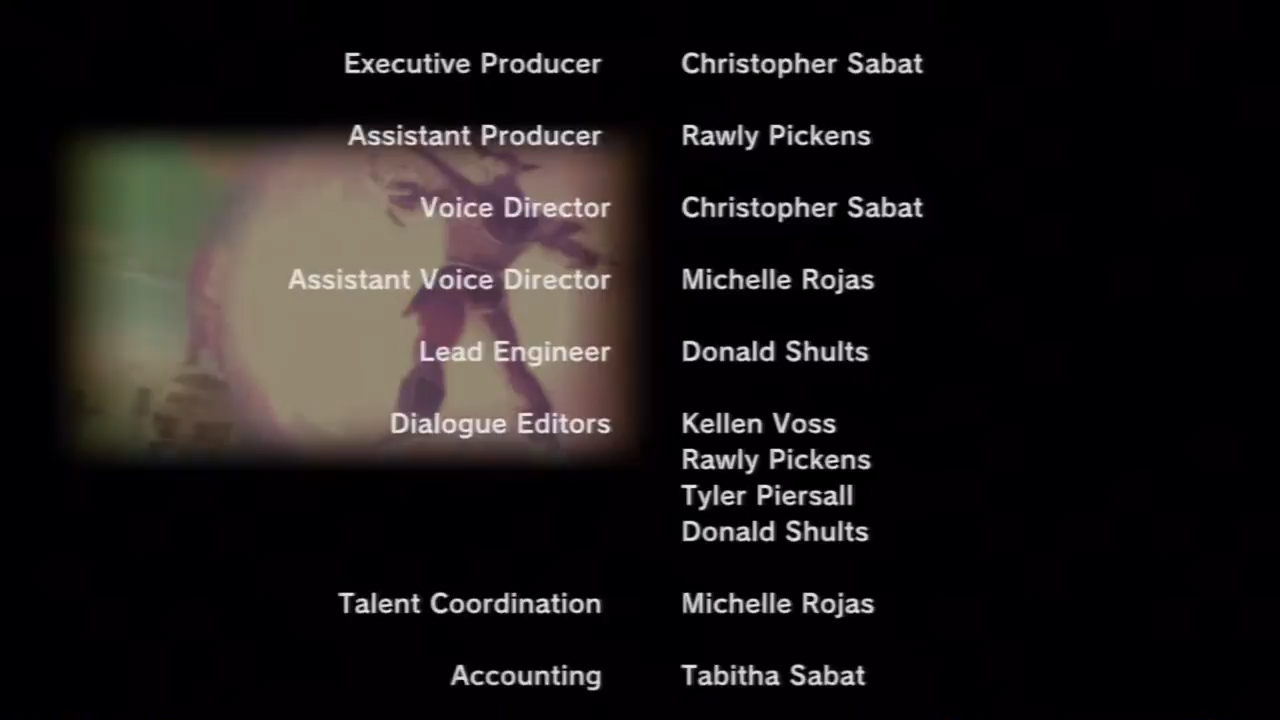 Executive Producer Christopher Sabat
Assistant Producer Rawly Pickens
Voice Director Christopher Sabat
Assistant Voice Director Michelle Rojas
Lead Engineer Donald Shults
Dialogue Editors Kellen Voss
Rawly Pickens
Tyler Piersall
Donald Shults
Talent Coordination Michelle Rojas
Accounting Tabitha Sabat